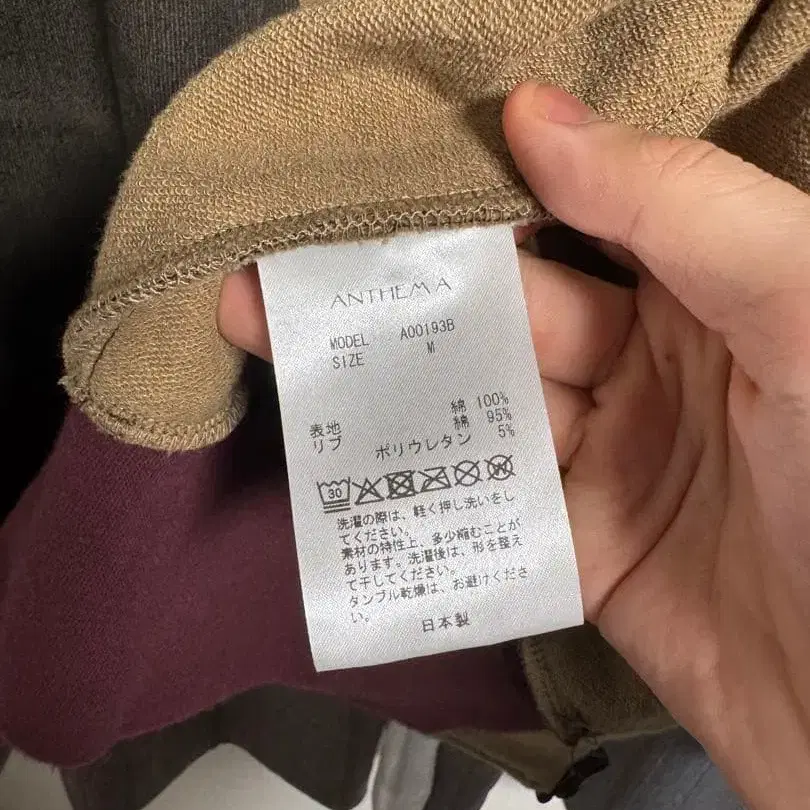 ANTHEM A
MODEL A00193B
SIZE M
表地 綿 100%
リブ 綿 95%
ポリウレタン 5%
30
洗濯の際は、軽く押し洗いをし
てください。
素材の特性上、多少縮むことが
あります。洗濯後は、形を整え
て干してください。
タンブル乾燥は、お避けくださ
い。
日本製